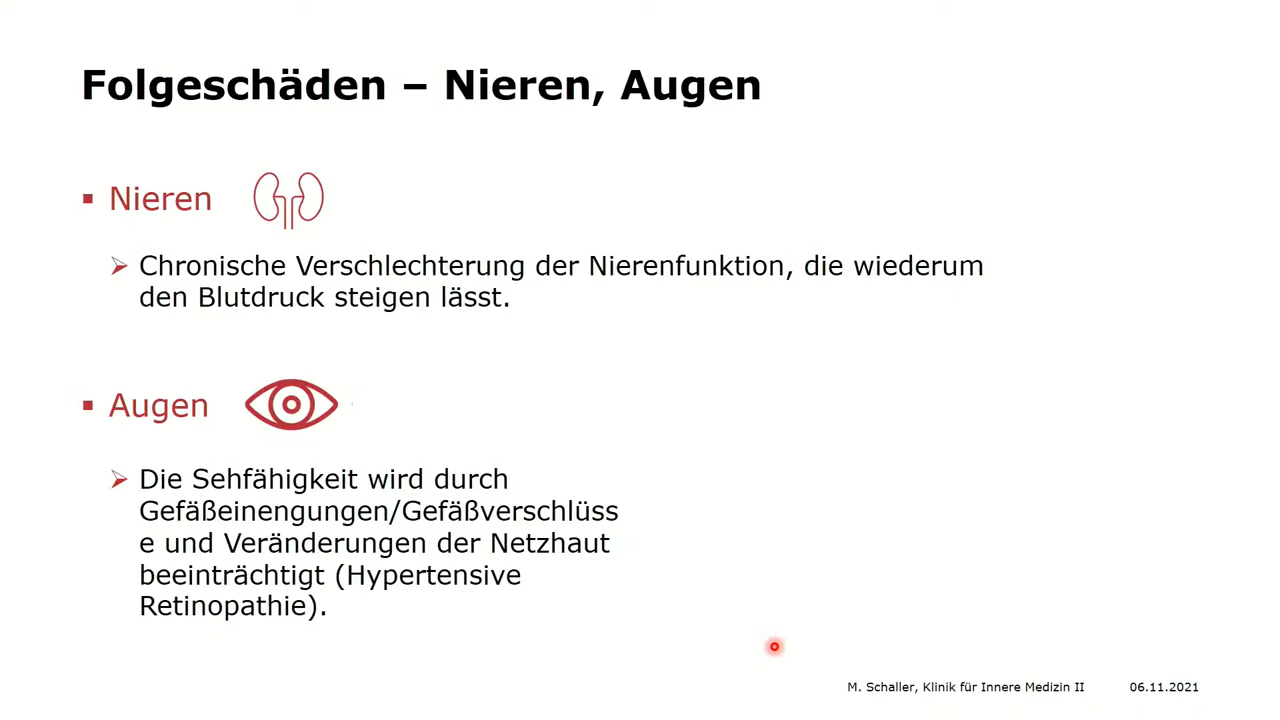 Folgeschäden – Nieren, Augen
▪ Nieren
➢ Chronische Verschlechterung der Nierenfunktion, die wiederum
den Blutdruck steigen lässt.
▪ Augen
➢ Die Sehfähigkeit wird durch
Gefäßeinengungen/Gefäßverschlüss
e und Veränderungen der Netzhaut
beeinträchtigt (Hypertensive
Retinopathie).
M. Schaller, Klinik für Innere Medizin II 06.11.2021